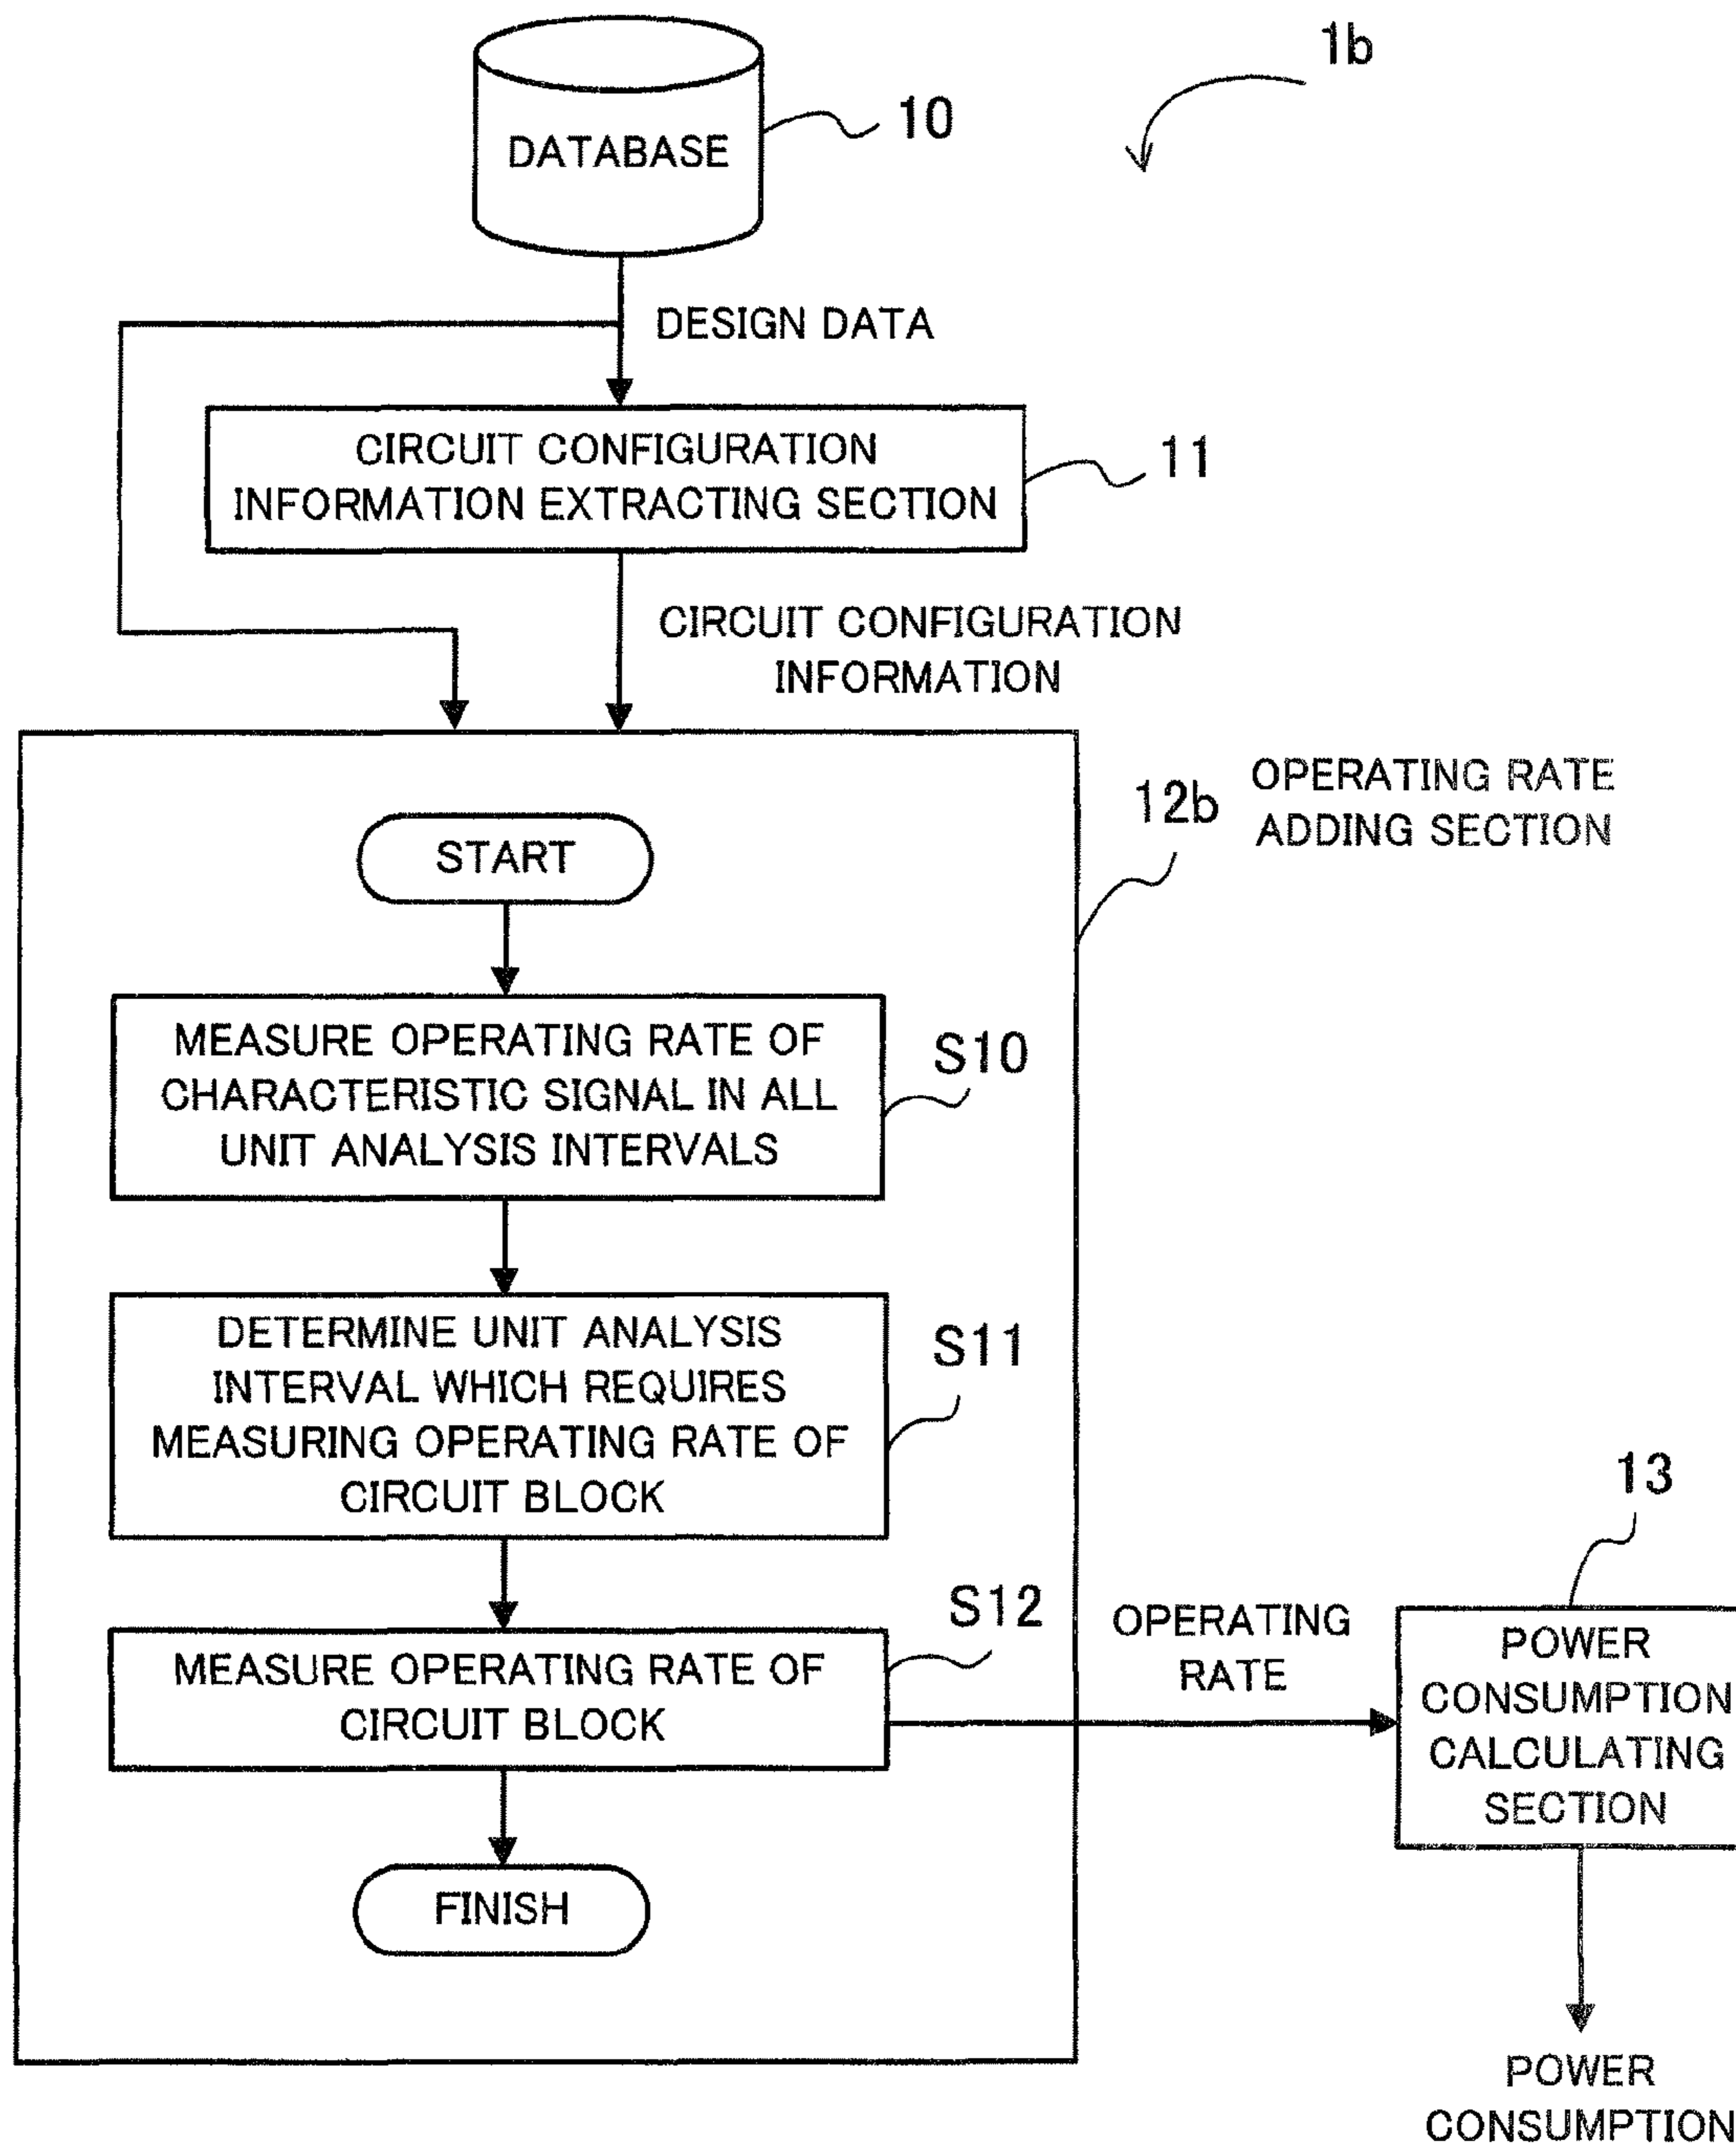 1b
DATABASE
10
DESIGN DATA
CIRCUIT CONFIGURATION
INFORMATION EXTRACTING SECTION
11
CIRCUIT CONFIGURATION
INFORMATION
12b
OPERATING RATE
ADDING SECTION
START
MEASURE OPERATING RATE OF
CHARACTERISTIC SIGNAL IN ALL
UNIT ANALYSIS INTERVALS
S10
DETERMINE UNIT ANALYSIS
INTERVAL WHICH REQUIRES
MEASURING OPERATING RATE OF
CIRCUIT BLOCK
S11
MEASURE OPERATING RATE OF
CIRCUIT BLOCK
S12
OPERATING
RATE
13
POWER
CONSUMPTION
CALCULATING
SECTION
FINISH
POWER
CONSUMPTION